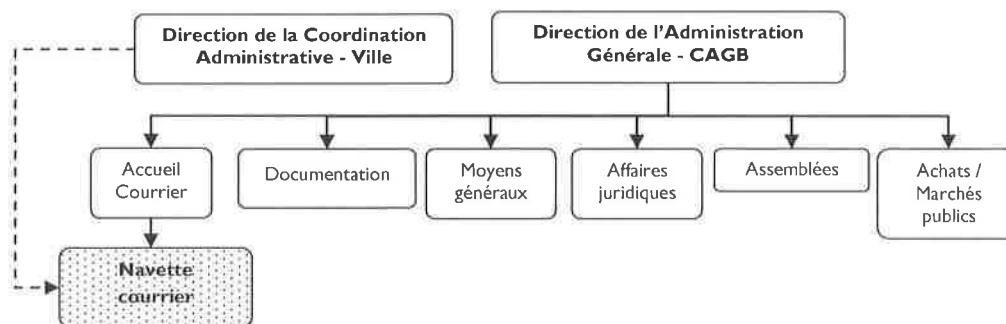 Direction de la Coordination
Administrative - Ville
Direction de l'Administration
Générale - CAGB
Accueil
Courrier
Documentation
Moyens
généraux
Affaires
juridiques
Assemblées
Achats /
Marchés
publics
Navette
courrier